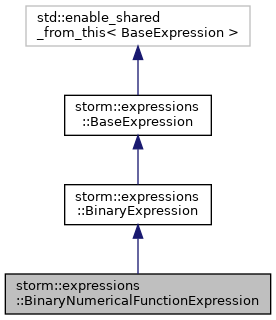 std::enable_shared
_from_this< BaseExpression >
storm::expressions
::BaseExpression
storm::expressions
::BinaryExpression
storm::expressions
::BinaryNumericalFunctionExpression